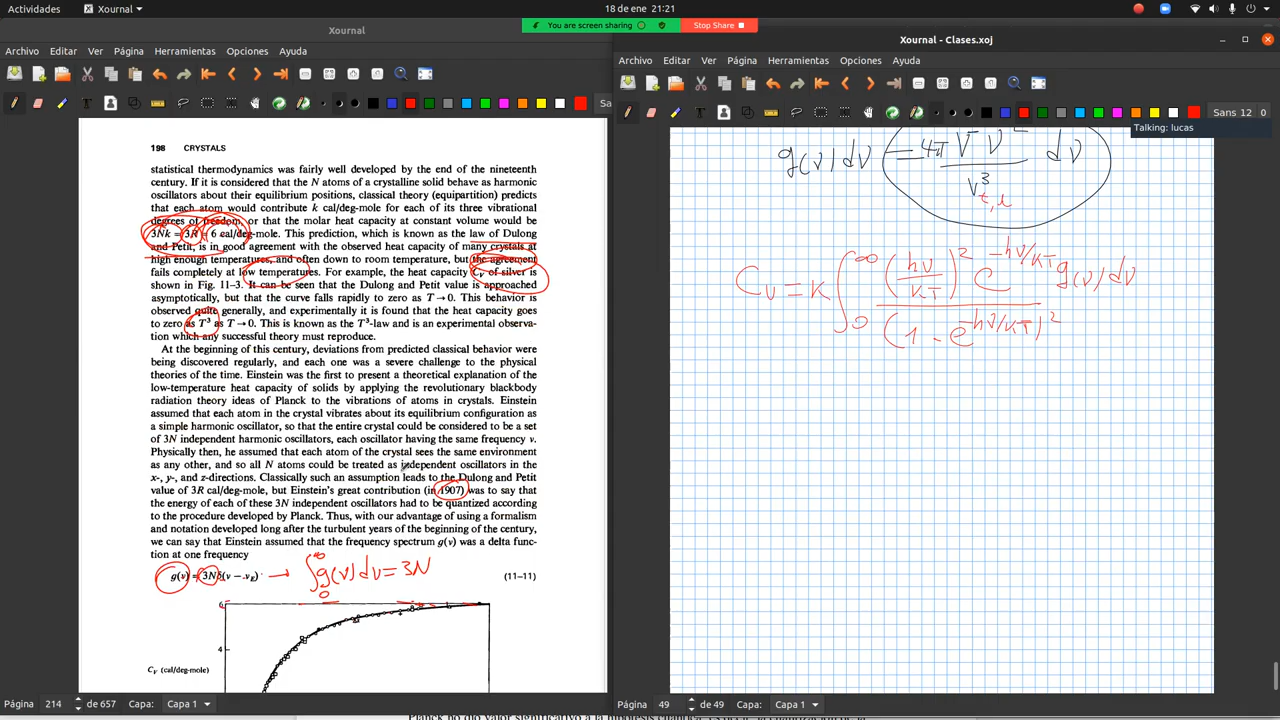 Actividades Xournal 18 de ene 21:21
You are screen sharing Stop Share
Xournal
Archivo Editar Ver Página Herramientas Opciones Ayuda
198 CRYSTALS
statistical thermodynamics was fairly well developed by the end of the nineteenth
century. If it is considered that the N atoms of a crystalline solid behave as harmonic
oscillators about their equilibrium positions, classical theory (equipartition) predicts
that each atom would contribute k cal/deg-mole for each of its three vibrational
degrees of freedom, or that the molar heat capacity at constant volume would be
3Nk = 3R 6 cal/deg-mole. This prediction, which is known as the law of Dulong
and Petit, is in good agreement with the observed heat capacity of many crystals at
high enough temperatures, and often down to room temperature, but the agreement
fails completely at low temperatures. For example, the heat capacity C_V of silver is
shown in Fig. 11–3. It can be seen that the Dulong and Petit value is approached
asymptotically, but that the curve falls rapidly to zero as T→0. This behavior is
observed quite generally, and experimentally it is found that the heat capacity goes
to zero as T³ as T→0. This is known as the T³-law and is an experimental observa-
tion which any successful theory must reproduce.
At the beginning of this century, deviations from predicted classical behavior were
being discovered regularly, and each one was a severe challenge to the physical
theories of the time. Einstein was the first to present a theoretical explanation of the
low-temperature heat capacity of solids by applying the revolutionary blackbody
radiation theory ideas of Planck to the vibrations of atoms in crystals. Einstein
assumed that each atom in the crystal vibrates about its equilibrium configuration as
a simple harmonic oscillator, so that the entire crystal could be considered to be a set
of 3N independent harmonic oscillators, each oscillator having the same frequency ν.
Physically then, he assumed that each atom of the crystal sees the same environment
as any other, and so all N atoms could be treated as independent oscillators in the
x-, y-, and z-directions. Classically such an assumption leads to the Dulong and Petit
value of 3R cal/deg-mole, but Einstein's great contribution (in 1907) was to say that
the energy of each of these 3N independent oscillators had to be quantized according
to the procedure developed by Planck. Thus, with our advantage of using a formalism
and notation developed long after the turbulent years of the beginning of the century,
we can say that Einstein assumed that the frequency spectrum g(ν) was a delta func-
tion at one frequency
g(ν) = 3Nδ(ν − ν_E) → ∫₀^∞ g(ν) dν = 3N (11–11)
6
4
C_V (cal/deg-mole)
Página 214 de 657 Capa: Capa 1
Xournal - Clases.xoj
Archivo Editar Ver Página Herramientas Opciones Ayuda
Sans 12
Talking: lucas
g(ν)dν = 4π V ν² / v³_{t,l} dν
C_V = k ∫₀^∞ (hν/kT)² e^{-hν/kT} g(ν) dν / (1 - e^{-hν/kT})²
Página 49 de 49 Capa: Capa 1